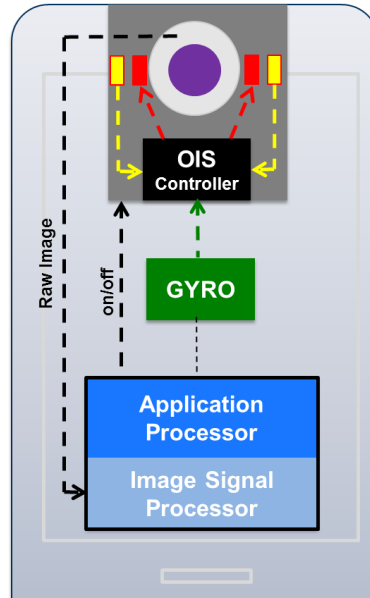 OIS
Controller
Raw Image
on/off
GYRO
Application
Processor
Image Signal
Processor